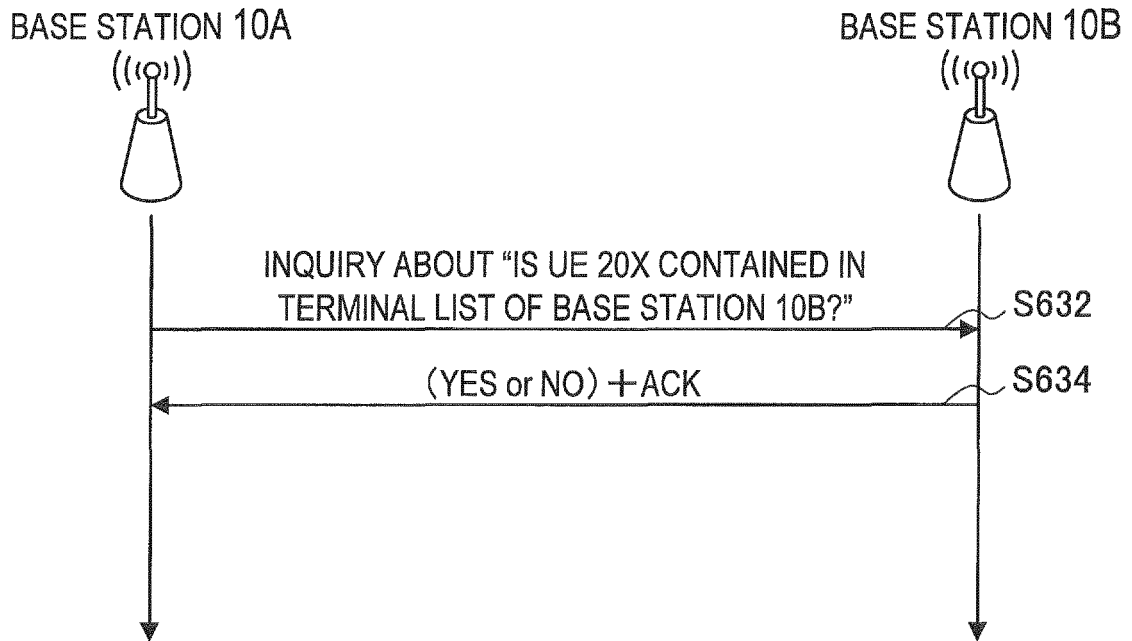 BASE STATION 10A
BASE STATION 10B
INQUIRY ABOUT “IS UE 20X CONTAINED IN
TERMINAL LIST OF BASE STATION 10B?”
S632
(YES or NO)+ACK
S634